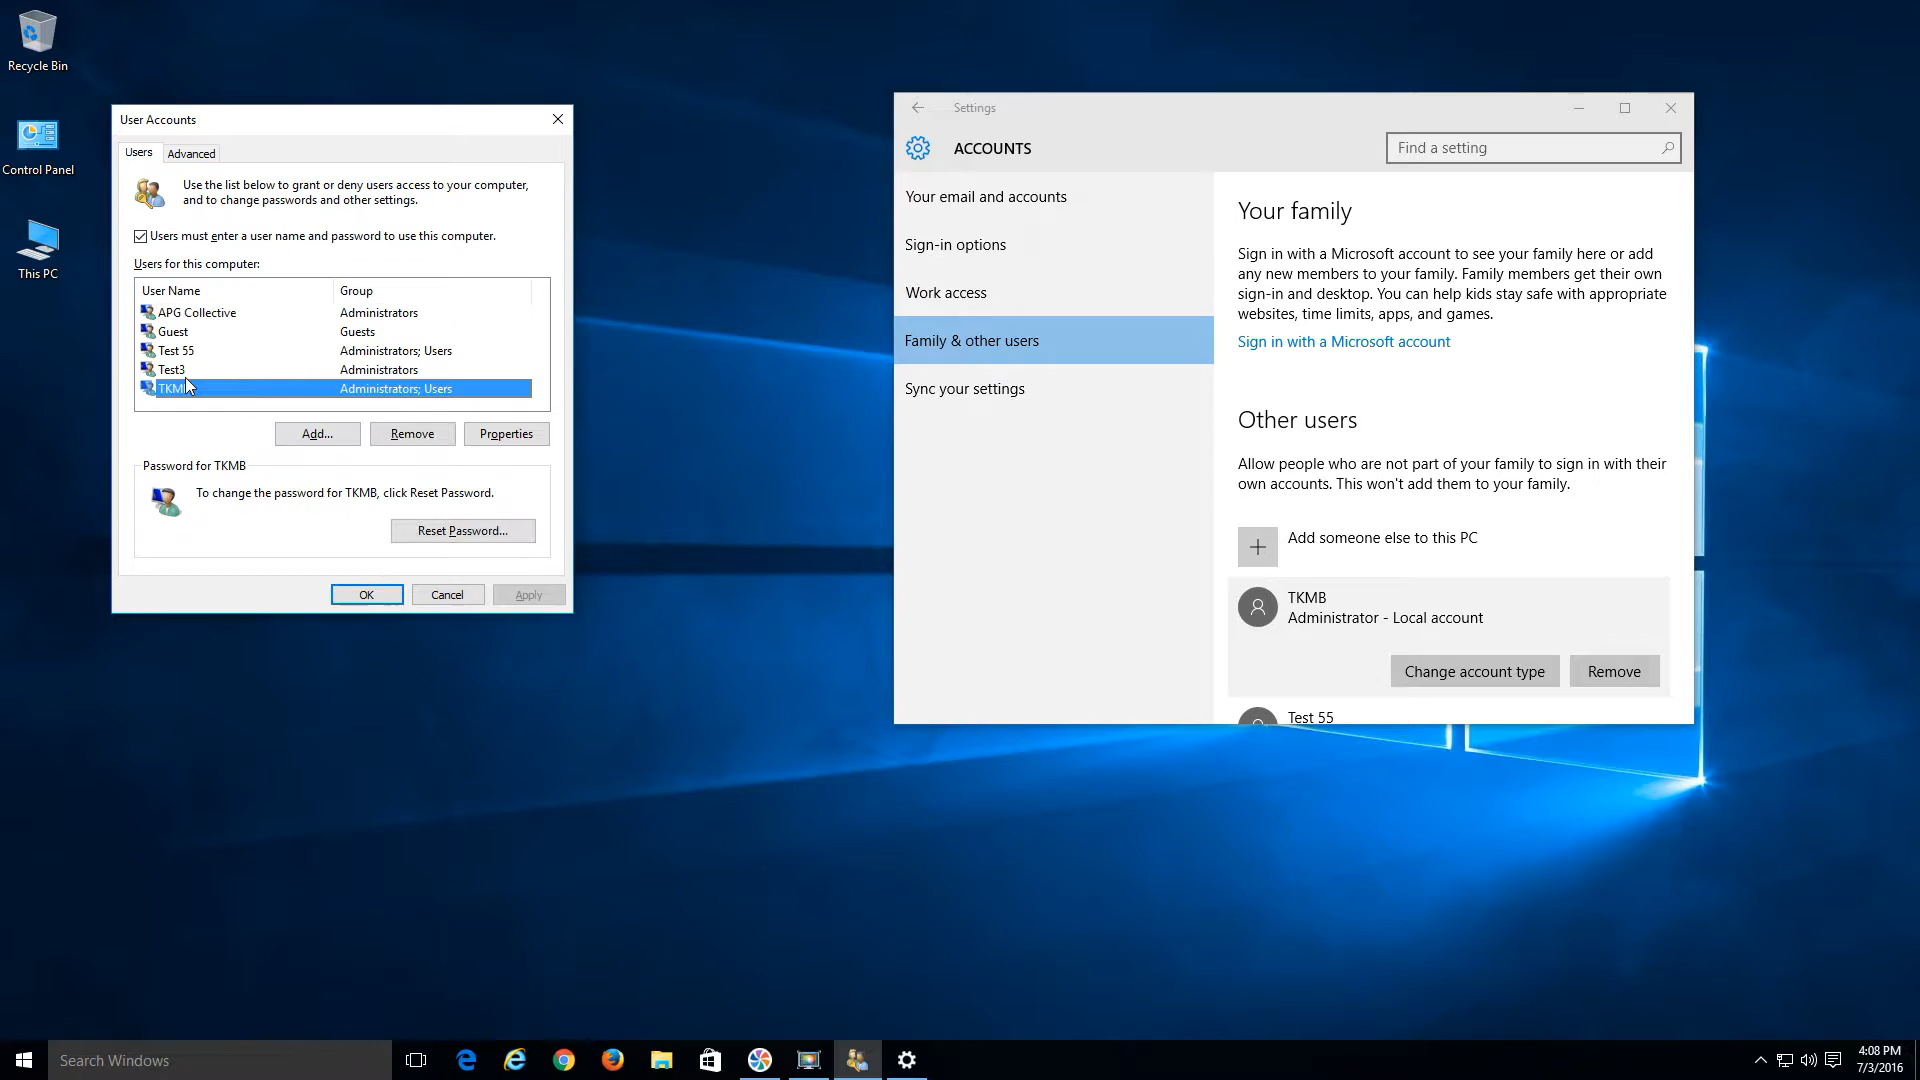 Recycle Bin
Control Panel
This PC
User Accounts
Users
Advanced
Use the list below to grant or deny users access to your computer,
and to change passwords and other settings.
Users must enter a user name and password to use this computer.
Users for this computer:
User Name Group
APG Collective Administrators
Guest Guests
Test 55 Administrators; Users
Test3 Administrators
TKMB Administrators; Users
Add...
Remove
Properties
Password for TKMB
To change the password for TKMB, click Reset Password.
Reset Password...
OK
Cancel
Apply
Settings
ACCOUNTS
Find a setting
Your email and accounts
Sign-in options
Work access
Family & other users
Sync your settings
Your family
Sign in with a Microsoft account to see your family here or add
any new members to your family. Family members get their own
sign-in and desktop. You can help kids stay safe with appropriate
websites, time limits, apps, and games.
Sign in with a Microsoft account
Other users
Allow people who are not part of your family to sign in with their
own accounts. This won't add them to your family.
Add someone else to this PC
TKMB
Administrator - Local account
Change account type
Remove
Test 55
Search Windows
4:08 PM
7/3/2016